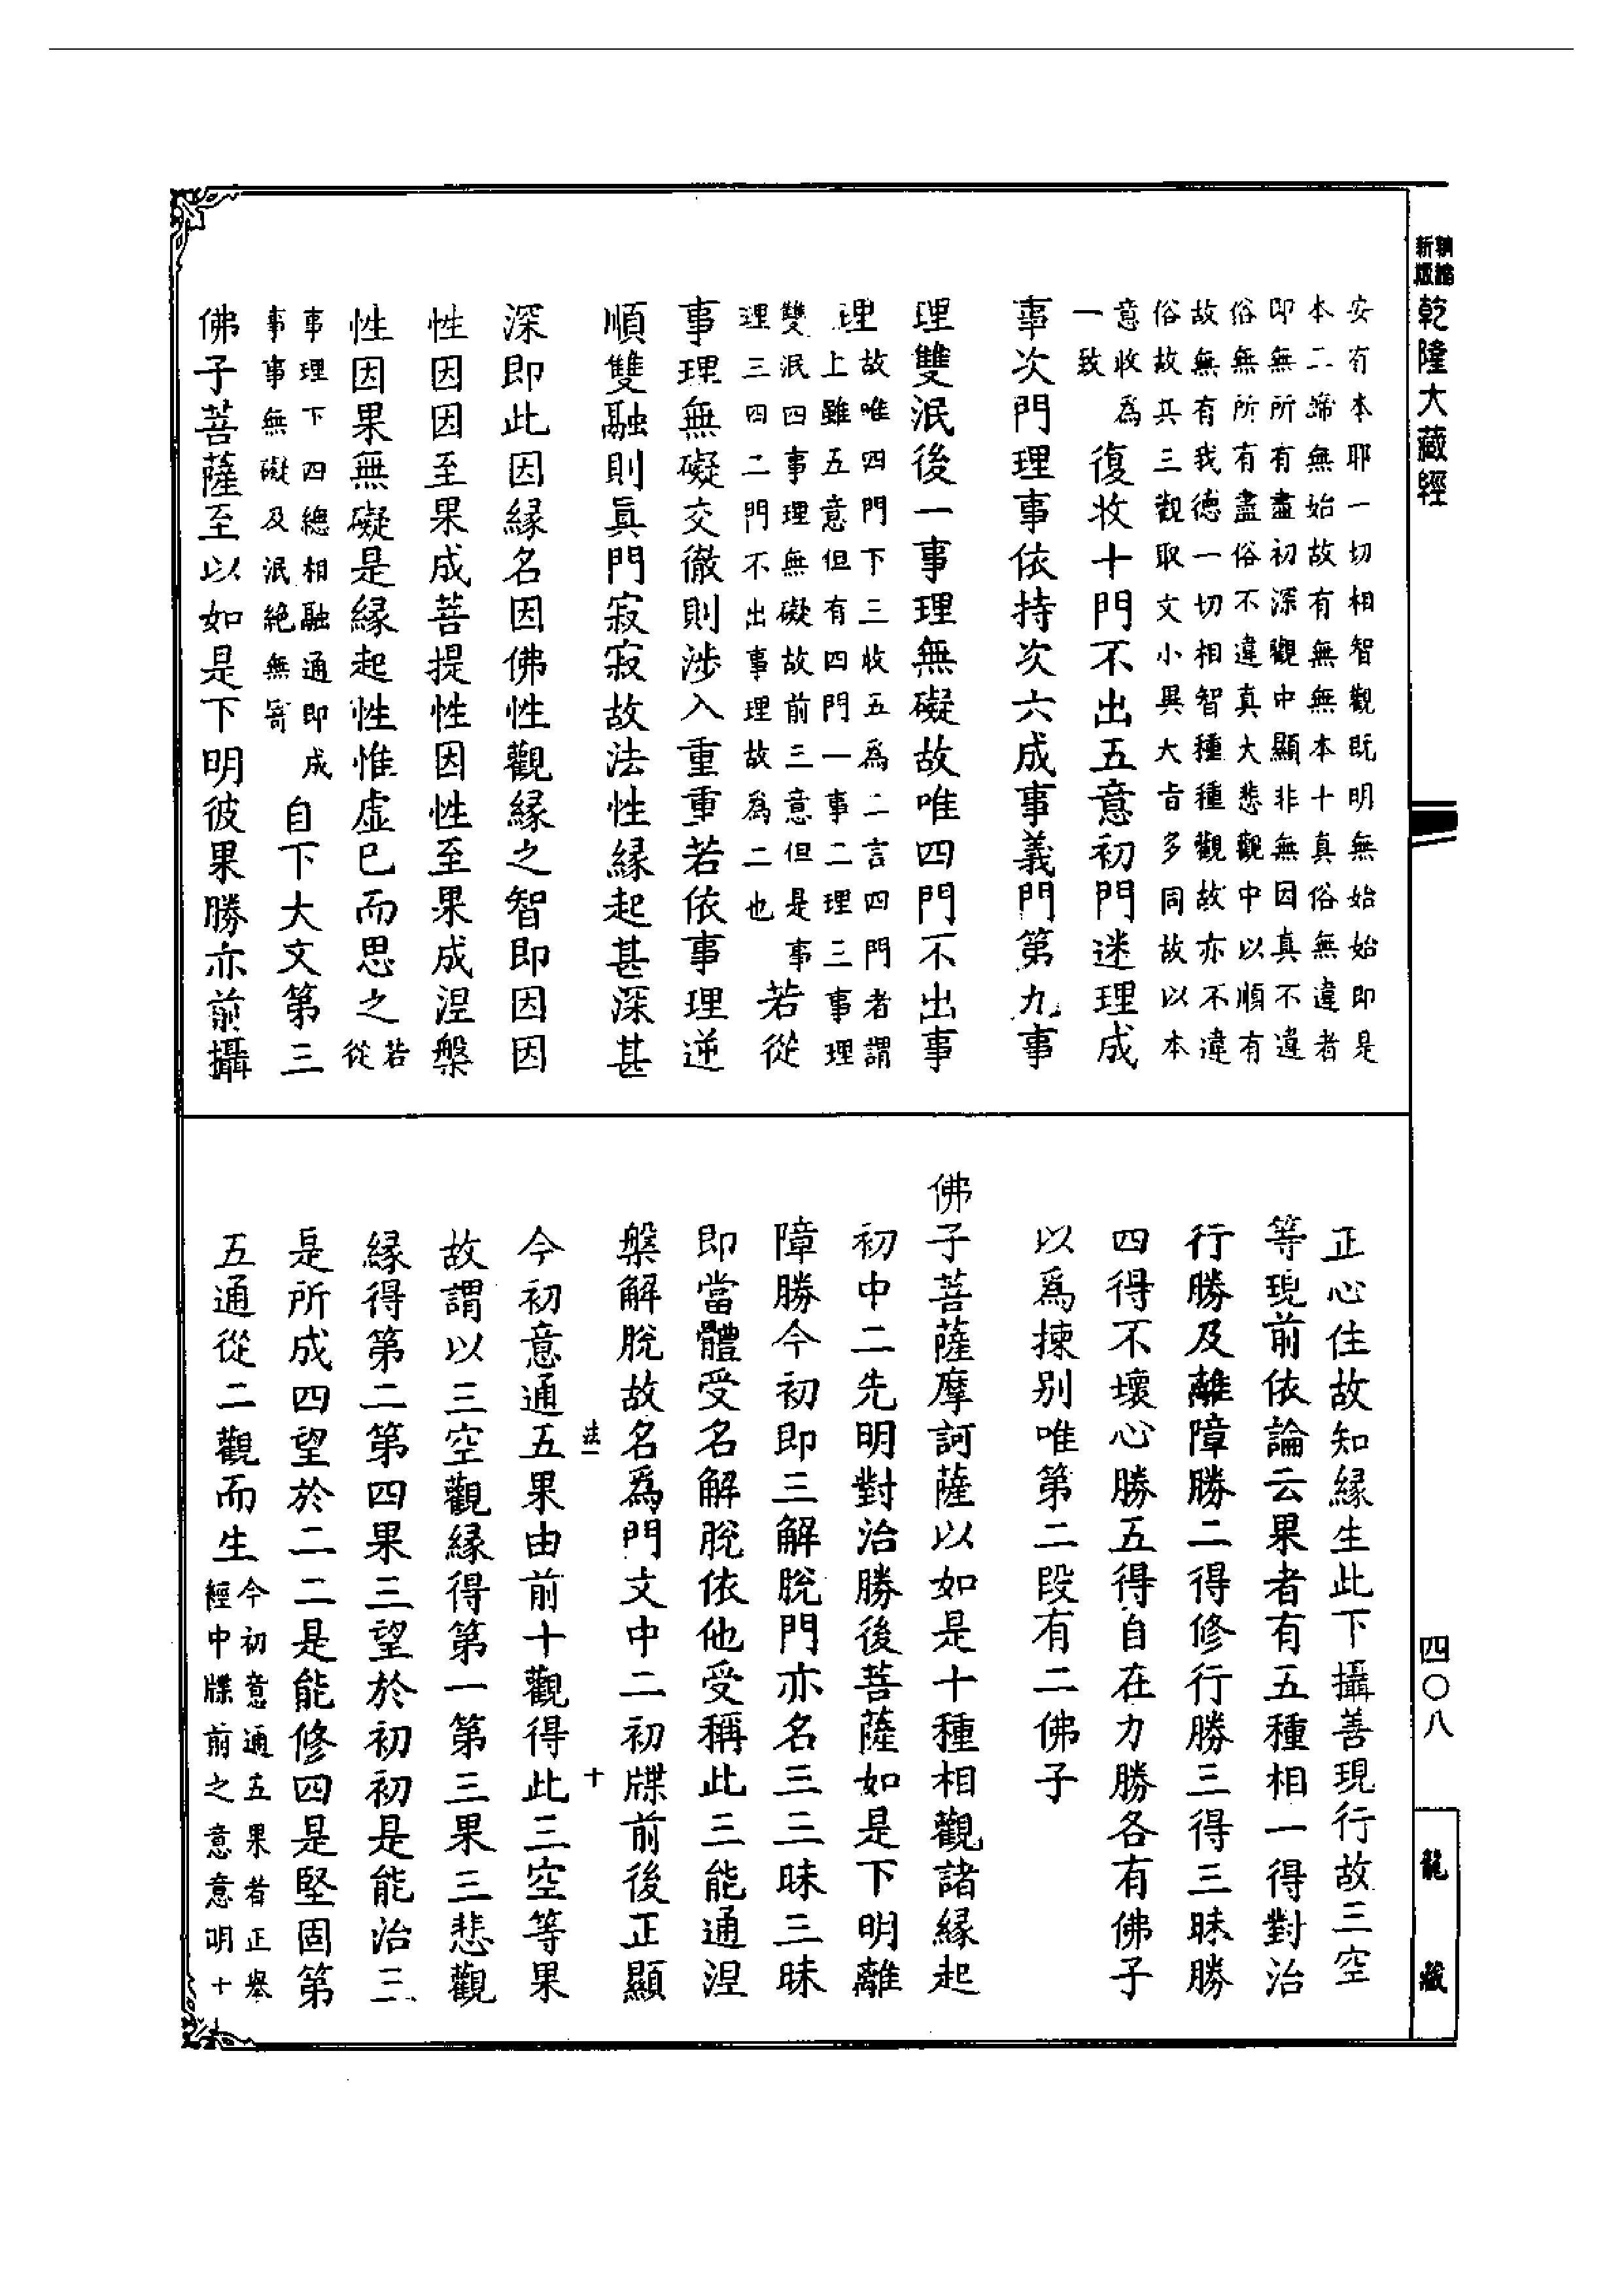 新版
乾隆大藏經
四〇八
龍藏
安有本耶一切相智觀既明無始始即是
本二諦無始故有無無本十真俗無違者
即無所有盡初深觀中顯非無因真不違
俗無所有盡俗不違真大悲觀中以順有
故無有我德一切相智種種觀故亦不違
俗故其三觀取文小異大旨多同故以本
意收爲
一致
復收十門不出五意初門迷理成
事次門理事依持次六成事義門第九事
理雙泯後一事理無礙故唯四門不出事
理
故唯四門下三收五爲二言四門者謂
上雖五意但有四門一事二理三事理
雙泯四事理無礙故前三意但是事
理三四二門不出事理故爲二也
若從
事理無礙交徹則涉入重重若依事理逆
順雙融則真門寂寂故法性緣起甚深甚
深即此因緣名因佛性觀緣之智即因因
性因因至果成菩提性因性至果成涅槃
性因果無礙是緣起性惟虛已而思之
若
從
事理下四總相融通即成
事事無礙及泯絕無寄
自下大文第三
佛子菩薩至以如是下明彼果勝亦前攝
正心住故知緣生此下攝善現行故三空
等現前依論云果者有五種相一得對治
行勝及離障勝二得修行勝三得三昧勝
四得不壞心勝五得自在力勝各有佛子
以爲揀別唯第二段有二佛子
佛子菩薩摩訶薩以如是十種相觀諸緣起
初中二先明對治勝後菩薩如是下明離
障勝今初即三解脫門亦名三三昧三昧
即當體受名解脫依他受稱此三能通涅
槃解脫故名爲門文中二初牒前後正顯
法一
十
今初意通五果由前十觀得此三空等果
故謂以三空觀緣得第一第三果三悲觀
緣得第二第四果三望於初初是能治三
是所成四望於二二是能修四是堅固第
五通從二觀而生
今初意通五果若正舉
經中牒前之意意明十